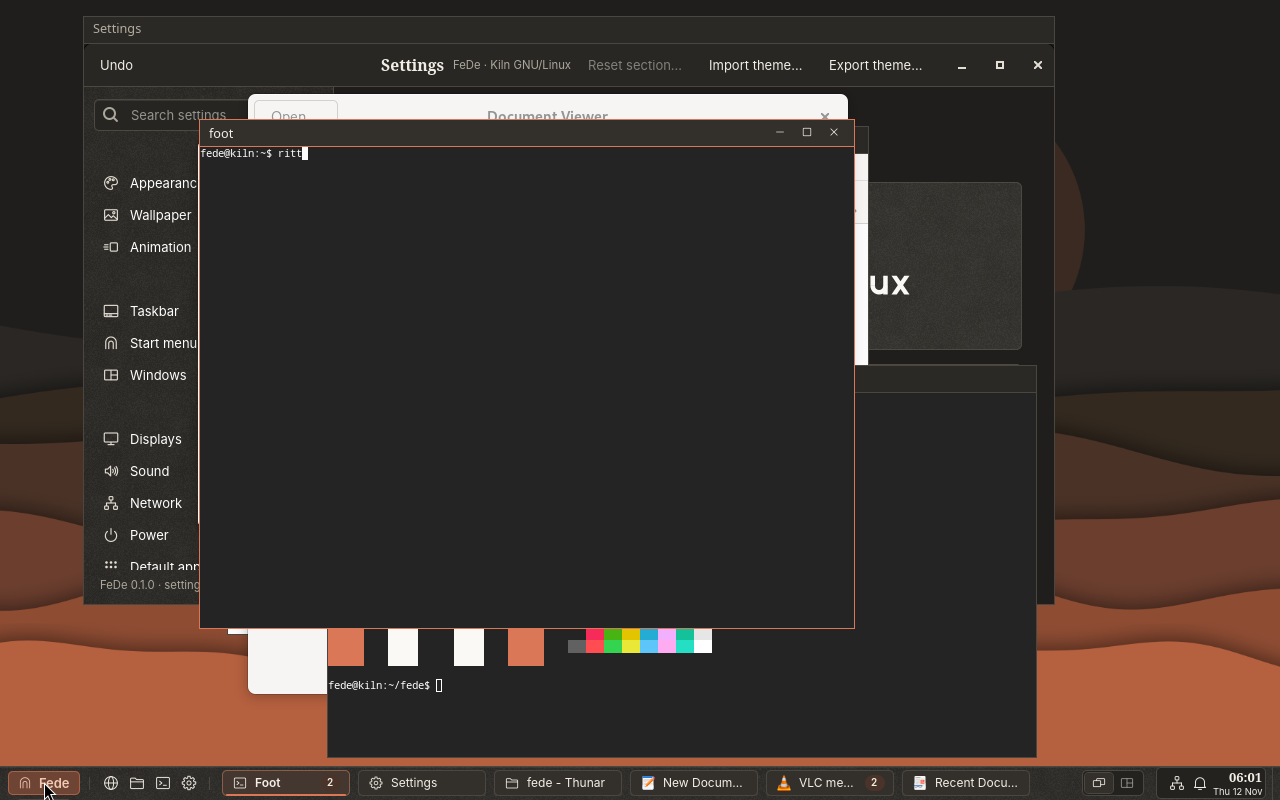 Settings
Undo
Settings
FeDe · Kiln GNU/Linux
Reset section...
Import theme...
Export theme...
Search settings
Open
Document Viewer
foot
fede@kiln:~$ ritt
Wallpaper
Animation
Taskbar
Start menu
Windows
Displays
Sound
Network
Power
FeDe 0.1.0 ·
ux
fede@kiln:~/fede$
Fede
Foot 2
Settings
fede - Thunar
New Docum...
VLC me... 2
Recent Docu...
06:01
Thu 12 Nov